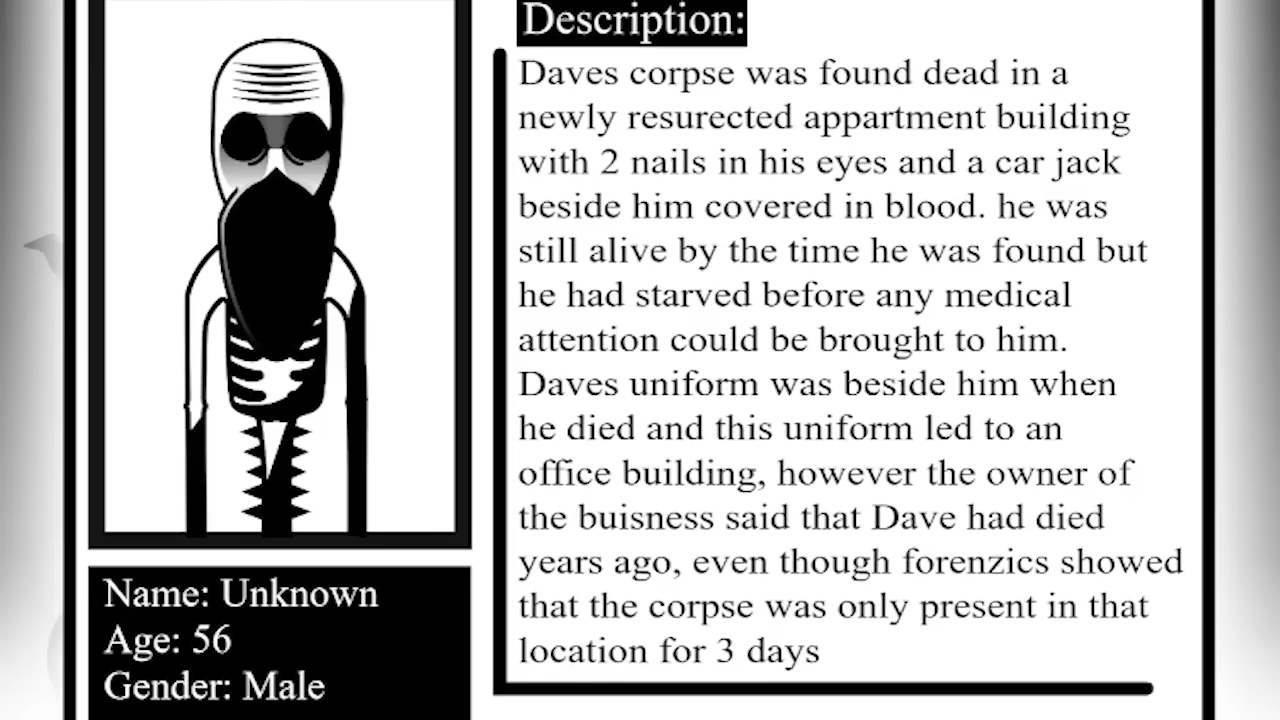 Description:
Daves corpse was found dead in a
newly resurected appartment building
with 2 nails in his eyes and a car jack
beside him covered in blood. he was
still alive by the time he was found but
he had starved before any medical
attention could be brought to him.
Daves uniform was beside him when
he died and this uniform led to an
office building, however the owner of
the buisness said that Dave had died
years ago, even though forenzics showed
that the corpse was only present in that
location for 3 days
Name: Unknown
Age: 56
Gender: Male